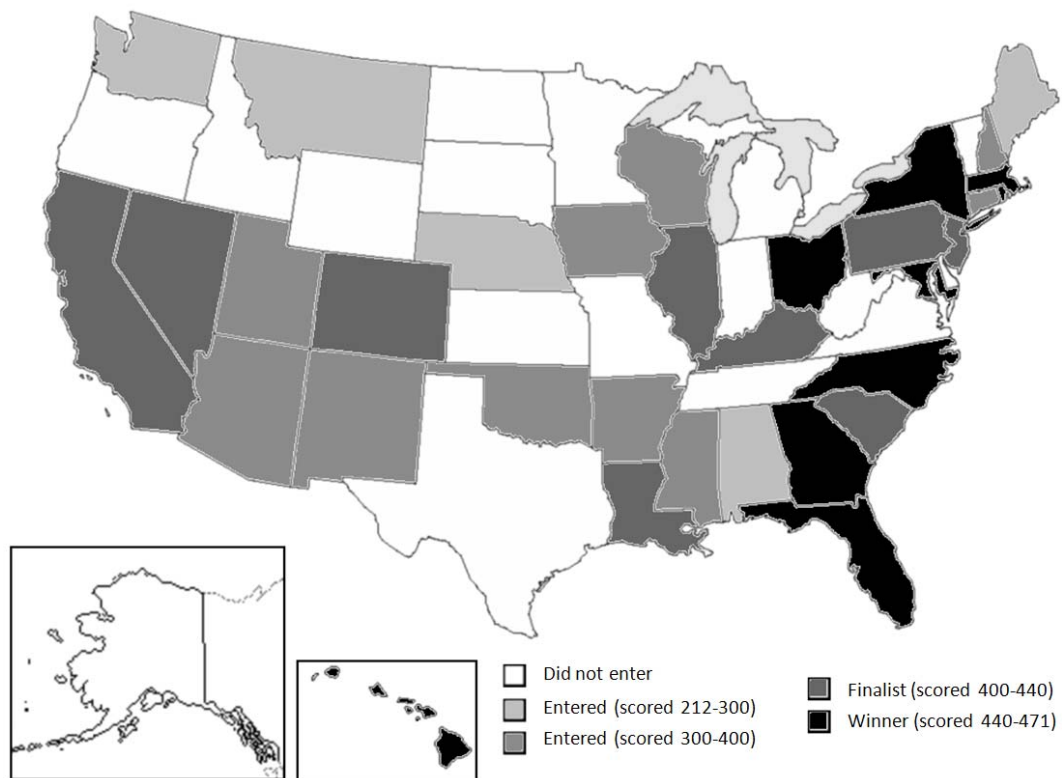 Did not enter
Entered (scored 212-300)
Entered (scored 300-400)
Finalist (scored 400-440)
Winner (scored 440-471)